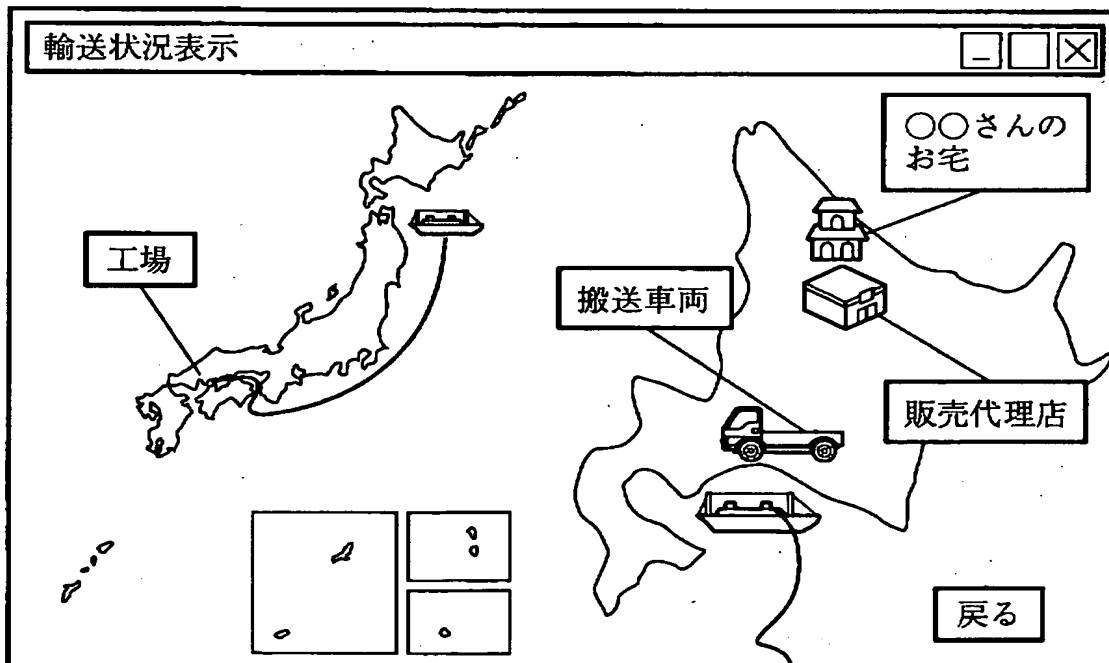 輸送状況表示
○○さんの
お宅
工場
搬送車両
販売代理店
戻る